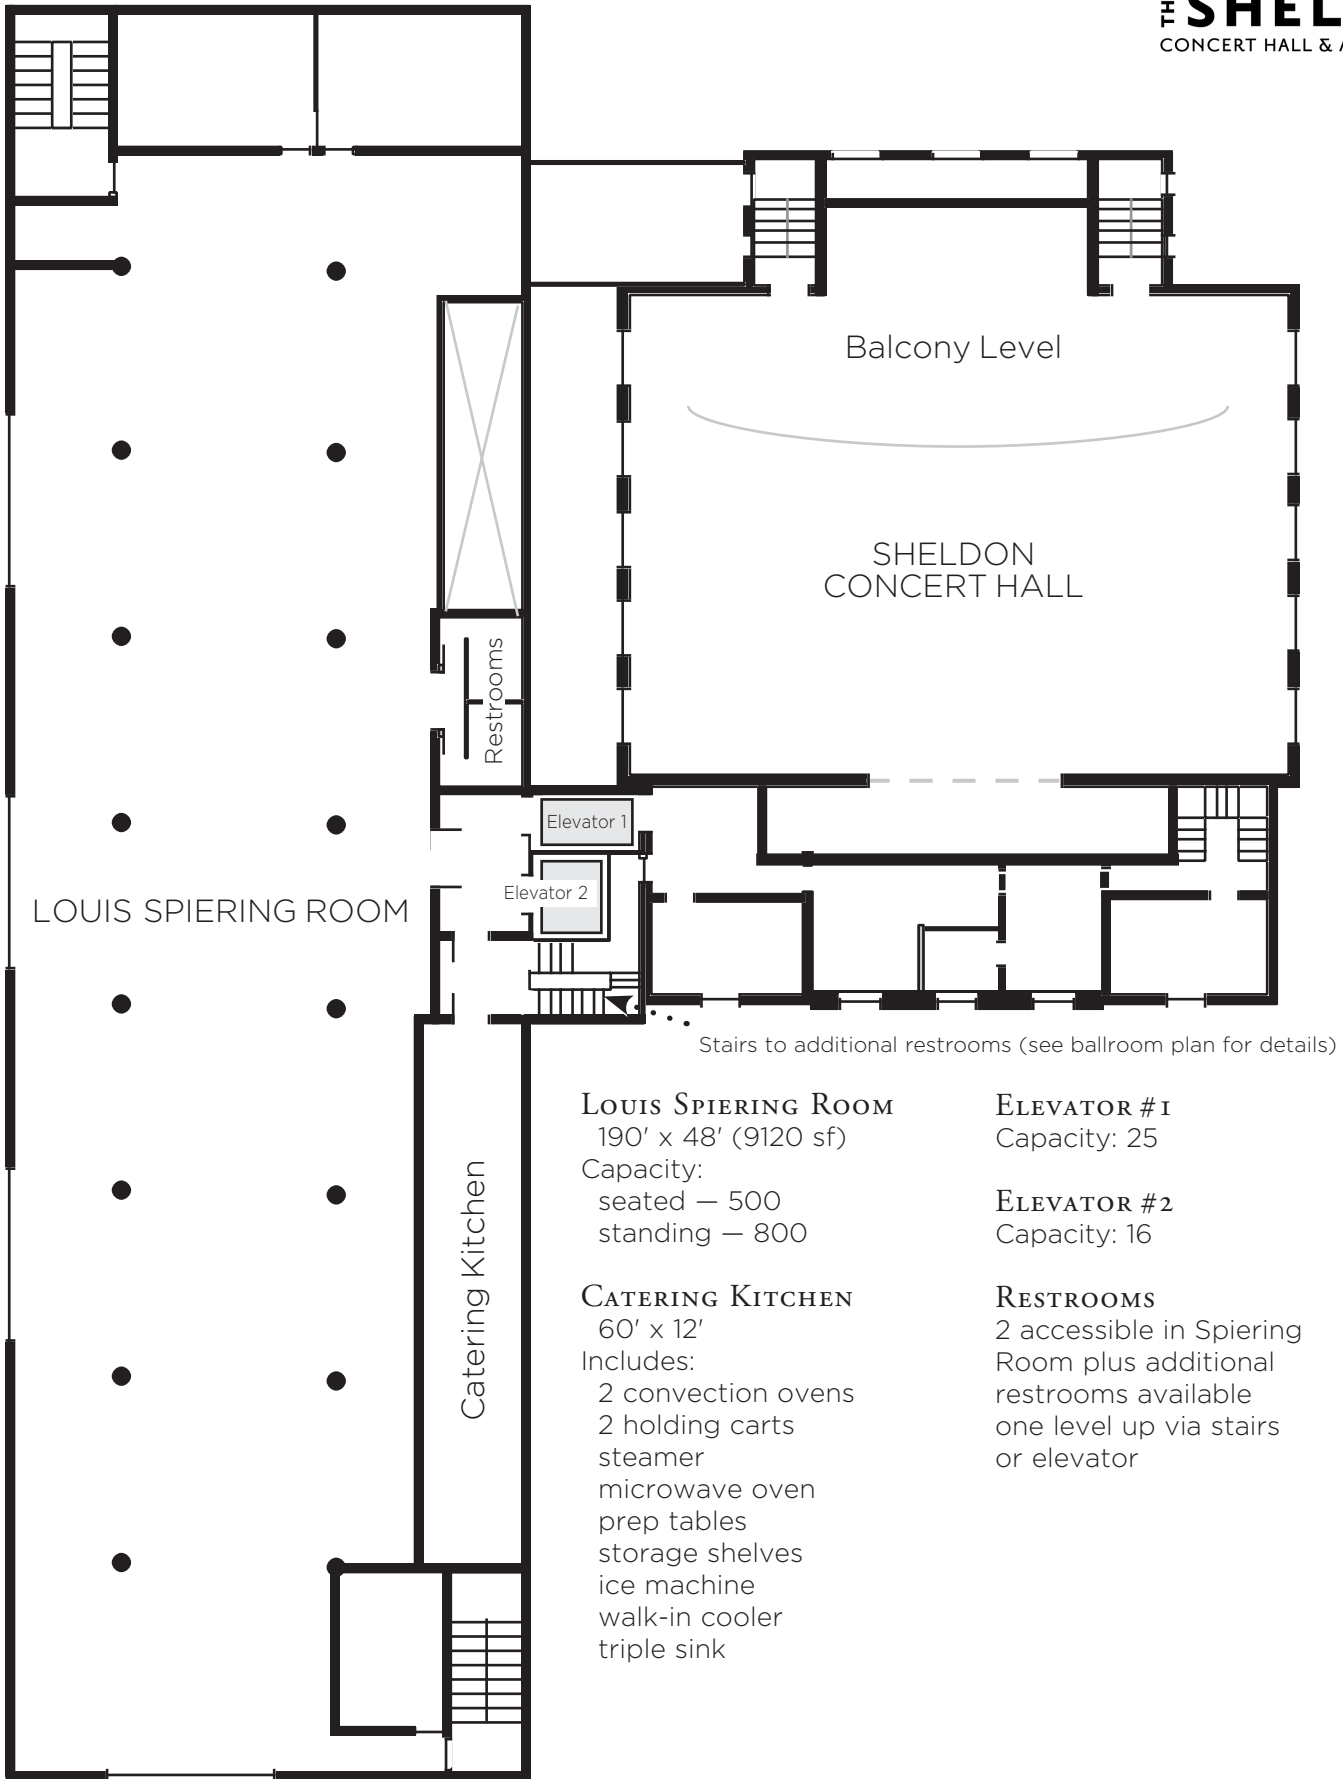 THE SHEL
CONCERT HALL &
Balcony Level
SHELDON
CONCERT HALL
Restrooms
Elevator 1
Elevator 2
LOUIS SPIERING ROOM
Stairs to additional restrooms (see ballroom plan for details)
Catering Kitchen
LOUIS SPIERING ROOM
190' x 48' (9120 sf)
Capacity:
seated — 500
standing — 800
CATERING KITCHEN
60' x 12'
Includes:
2 convection ovens
2 holding carts
steamer
microwave oven
prep tables
storage shelves
ice machine
walk-in cooler
triple sink
ELEVATOR #1
Capacity: 25
ELEVATOR #2
Capacity: 16
RESTROOMS
2 accessible in Spiering
Room plus additional
restrooms available
one level up via stairs
or elevator